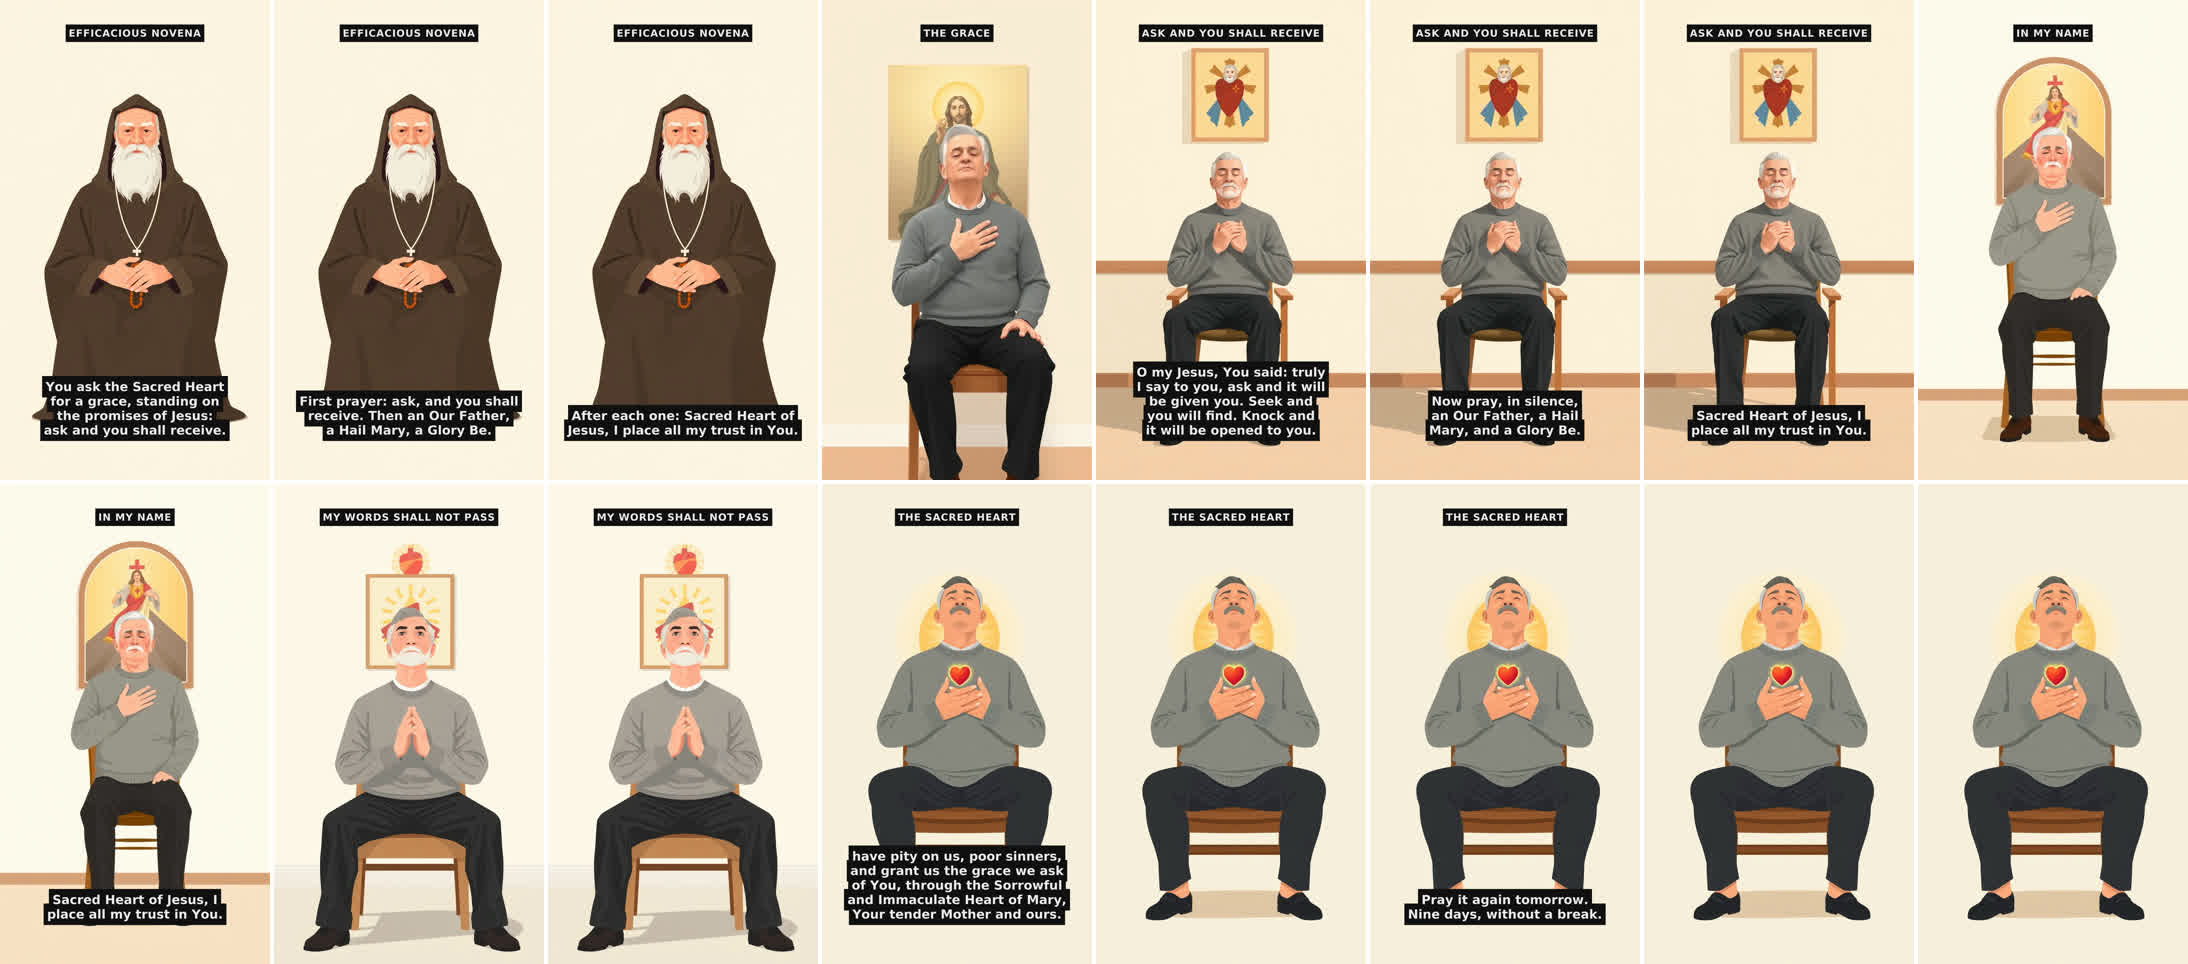 EFFICACIOUS NOVENA
You ask the Sacred Heart
for a grace, standing on
the promises of Jesus:
ask and you shall receive.
EFFICACIOUS NOVENA
First prayer: ask, and you shall
receive. Then an Our Father,
a Hail Mary, a Glory Be.
EFFICACIOUS NOVENA
After each one: Sacred Heart of
Jesus, I place all my trust in You.
THE GRACE
ASK AND YOU SHALL RECEIVE
O my Jesus, You said: truly
I say to you, ask and it will
be given you. Seek and
you will find. Knock and
it will be opened to you.
ASK AND YOU SHALL RECEIVE
Now pray, in silence,
an Our Father, a Hail
Mary, and a Glory Be.
ASK AND YOU SHALL RECEIVE
Sacred Heart of Jesus, I
place all my trust in You.
IN MY NAME
IN MY NAME
Sacred Heart of Jesus, I
place all my trust in You.
MY WORDS SHALL NOT PASS
MY WORDS SHALL NOT PASS
THE SACRED HEART
have pity on us, poor sinners,
and grant us the grace we ask
of You, through the Sorrowful
and Immaculate Heart of Mary,
Your tender Mother and ours.
THE SACRED HEART
THE SACRED HEART
Pray it again tomorrow.
Nine days, without a break.